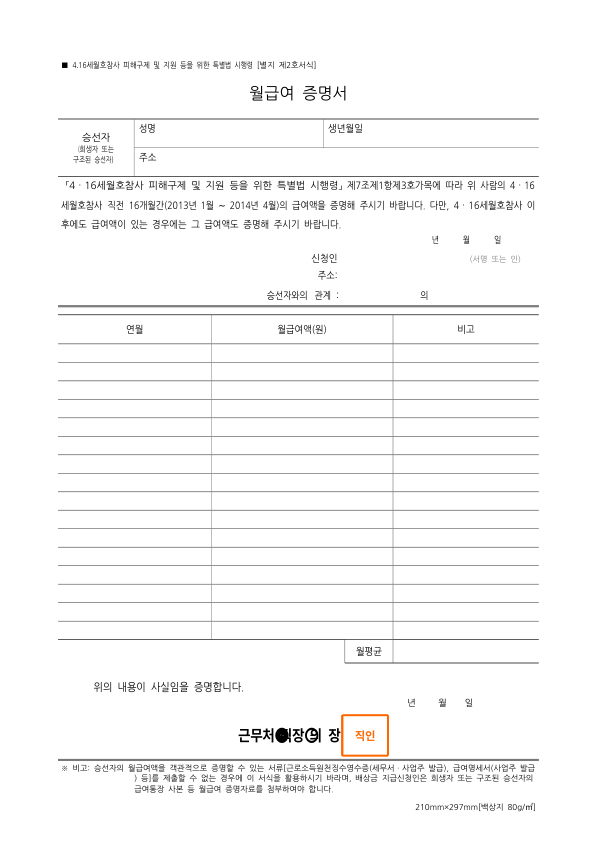 ■ 4.16세월호참사 피해구제 및 지원 등을 위한 특별법 시행령 [별지 제2호서식]
월급여 증명서
승선자
(희생자 또는
구조된 승선자)
성명
생년월일
주소
「4ㆍ16세월호참사 피해구제 및 지원 등을 위한 특별법 시행령」제7조제1항제3호가목에 따라 위 사람의 4ㆍ16
세월호참사 직전 16개월간(2013년 1월 ~ 2014년 4월)의 급여액을 증명해 주시기 바랍니다. 다만, 4ㆍ16세월호참사 이
후에도 급여액이 있는 경우에는 그 급여액도 증명해 주시기 바랍니다.
년 월 일
신청인 (서명 또는 인)
주소:
승선자와의 관계 : 의
연월 월급여액(원) 비고
월평균
위의 내용이 사실임을 증명합니다.
년 월 일
근무처 의 장
직인
※ 비고: 승선자의 월급여액을 객관적으로 증명할 수 있는 서류[근로소득원천징수영수증(세무서ㆍ사업주 발급), 급여명세서(사업주 발급
) 등]를 제출할 수 없는 경우에 이 서식을 활용하시기 바라며, 배상금 지급신청인은 희생자 또는 구조된 승선자의
급여통장 사본 등 월급여 증명자료를 첨부하여야 합니다.
210mm×297mm[백상지 80g/㎡]